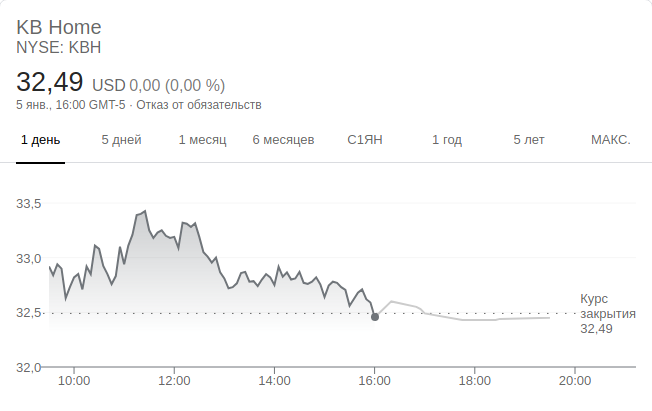 KB Home
NYSE: KBH
32,49 USD 0,00 (0,00 %)
5 янв., 16:00 GMT-5 · Отказ от обязательств
1 день 5 дней 1 месяц 6 месяцев С1ЯН 1 год 5 лет МАКС.
33,5
33,0
32,5
32,0
Курс
закрытия
32,49
10:00 12:00 14:00 16:00 18:00 20:00